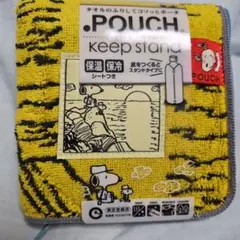 タオルのふりしてコソッとポーチ
POUCH
keep stand
保温 保冷
シートつき
底をつくると
スタンドタイプに
POUCH